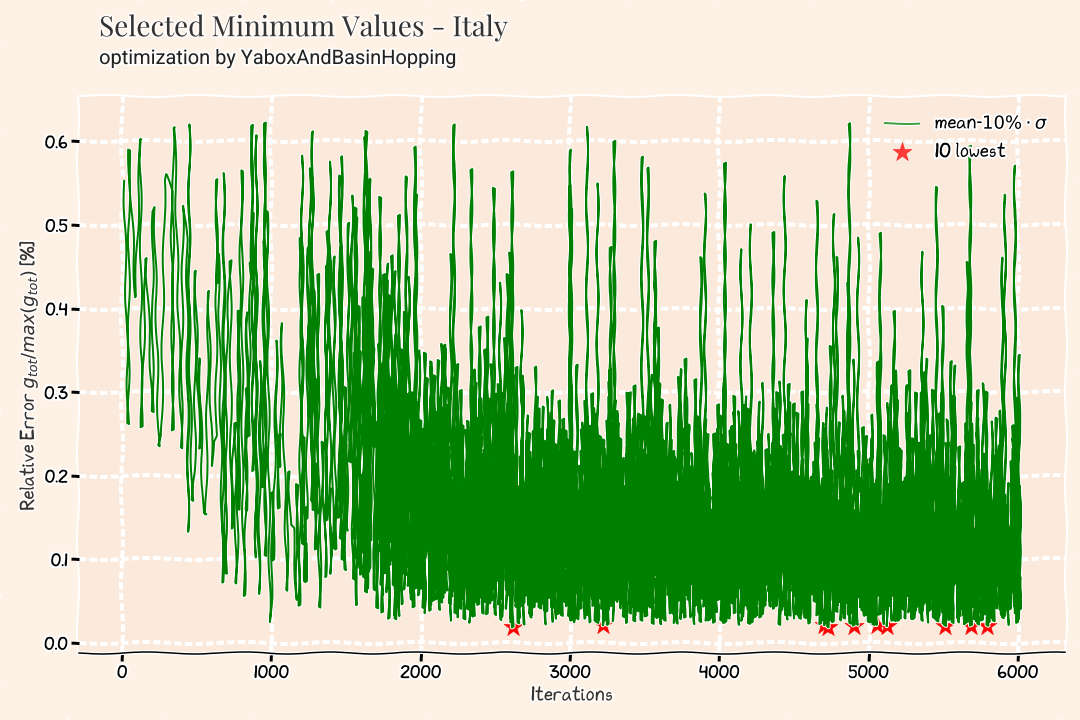 Selected Minimum Values - Italy
optimization by YaboxAndBasinHopping
mean-10% · σ
10 lowest
Relative Error g_tot/max(g_tot) [%]
0.6
0.5
0.4
0.3
0.2
0.1
0.0
0 1000 2000 3000 4000 5000 6000
Iterations